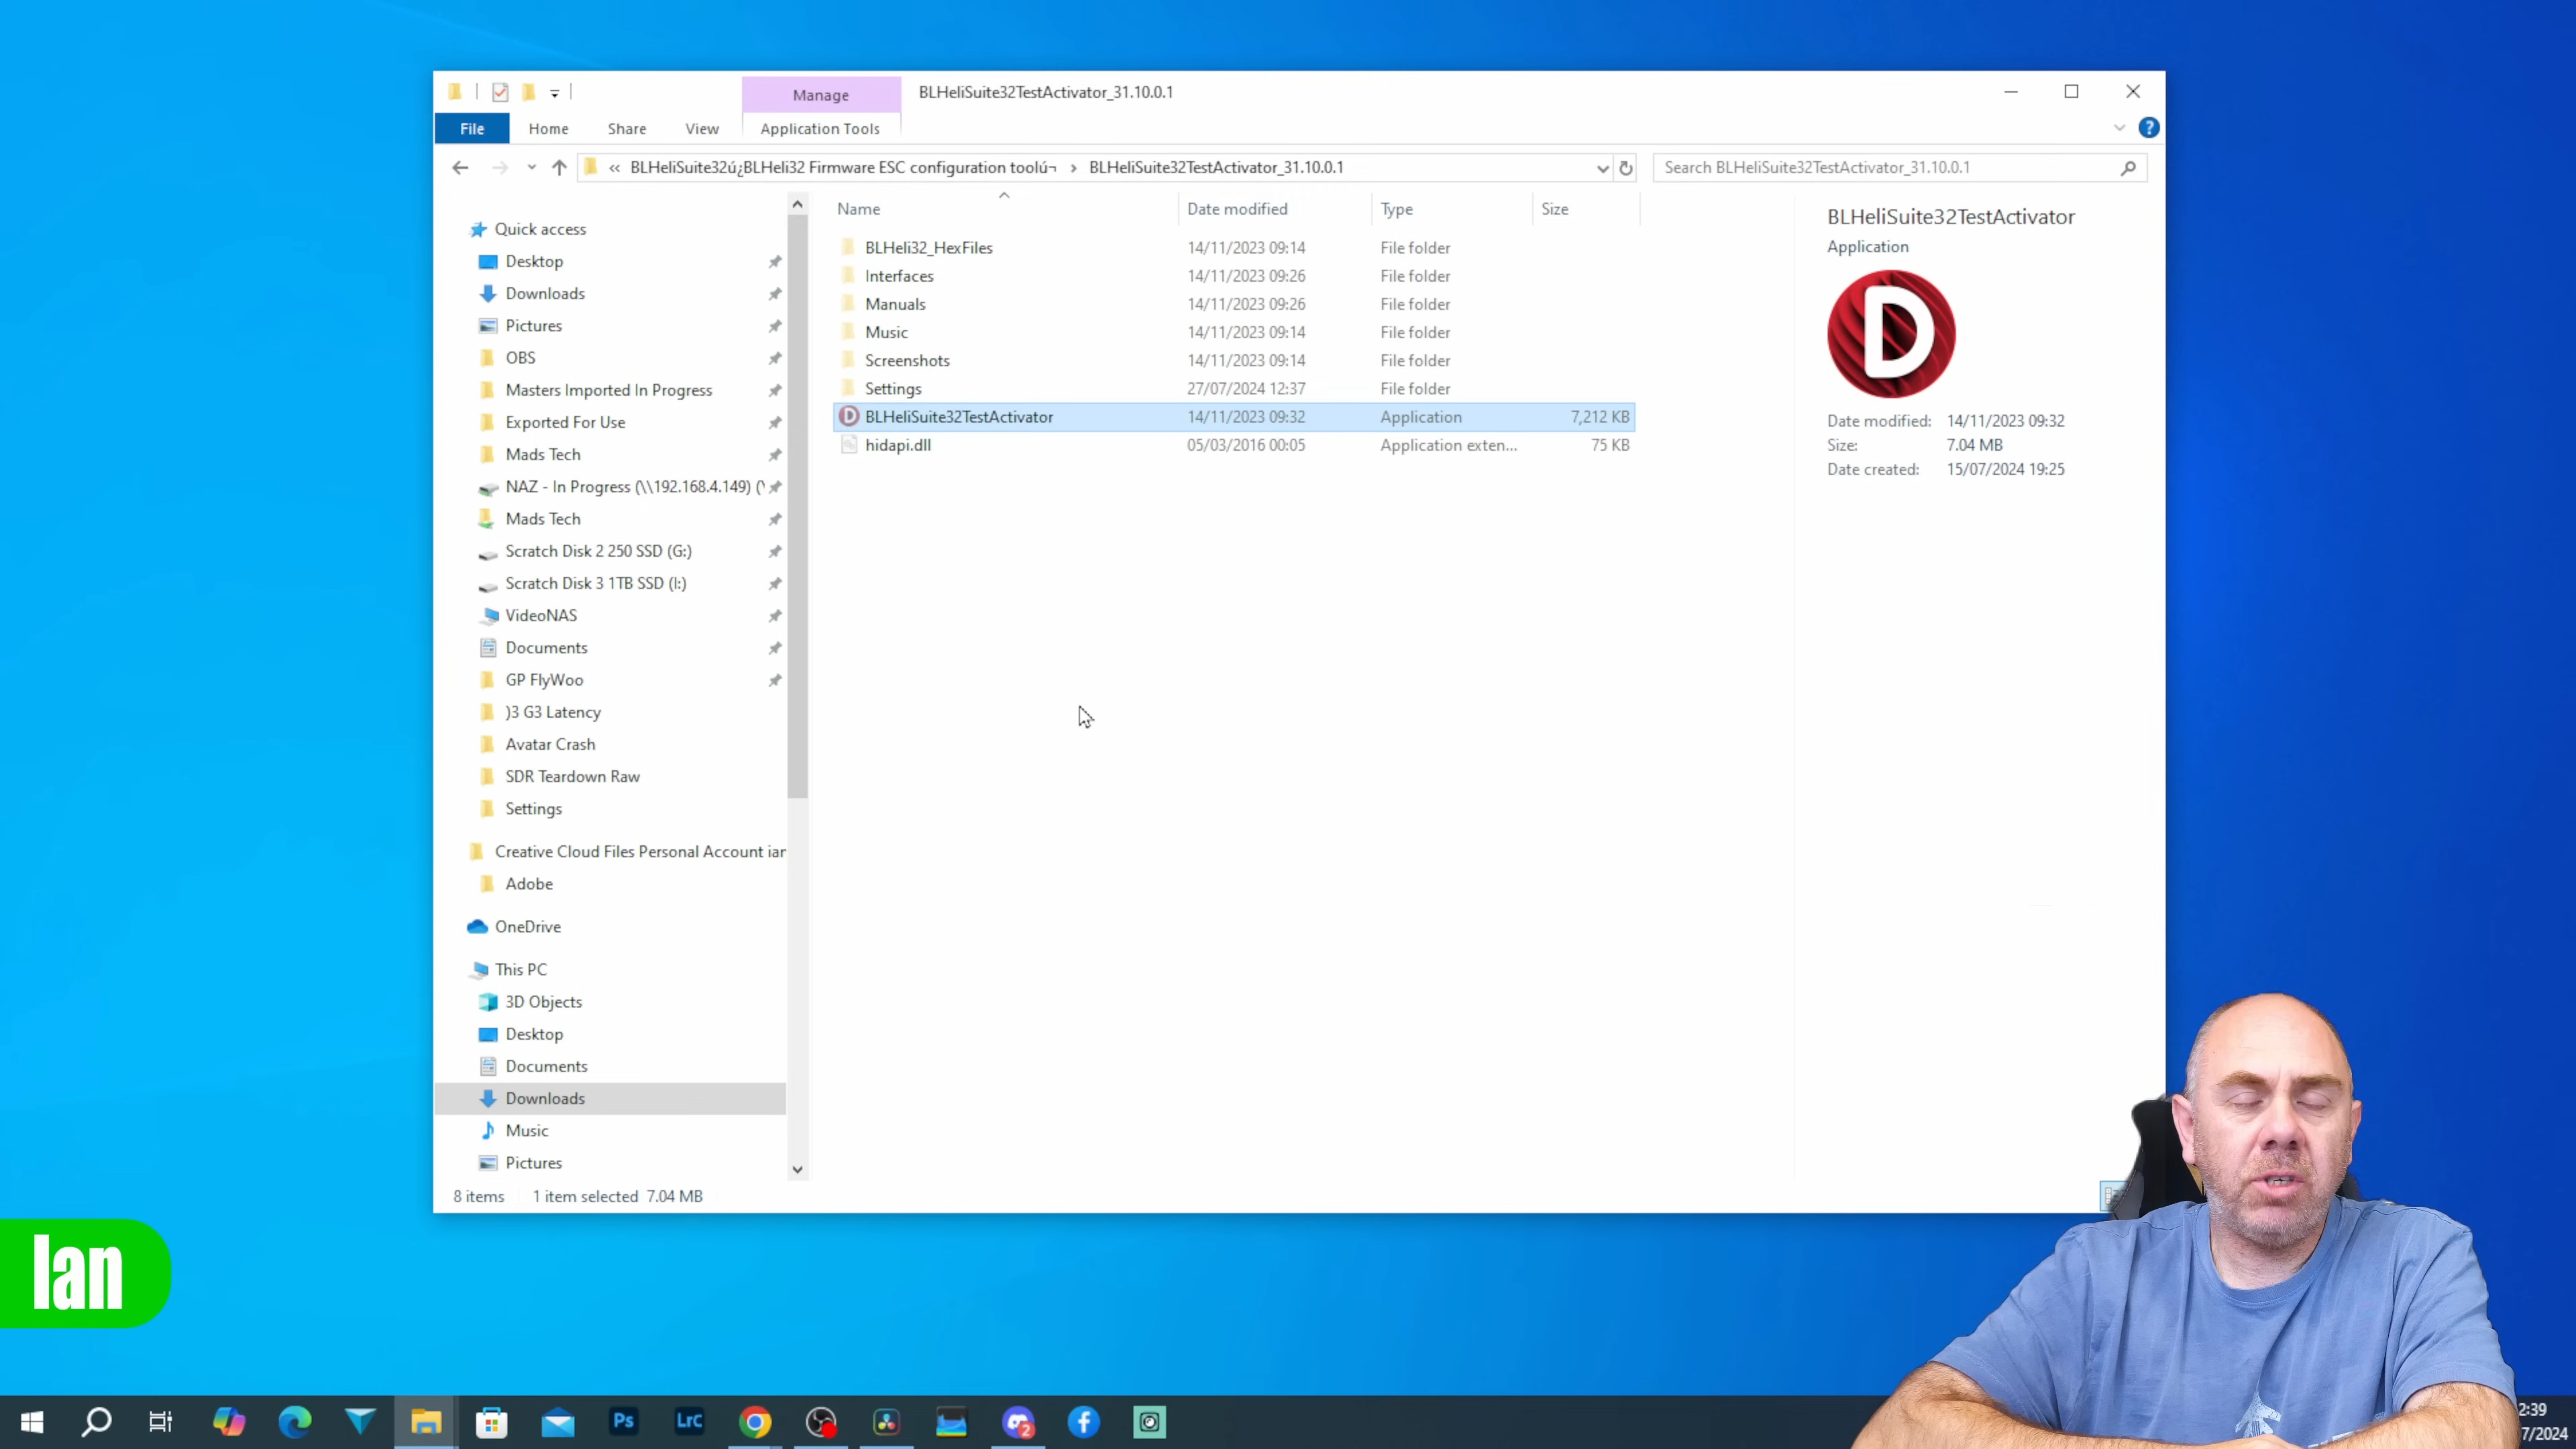 Manage
BLHeliSuite32TestActivator_31.10.0.1
File
Home
Share
View
Application Tools
« BLHeliSuite32ú¿BLHeli32 Firmware ESC configuration toolú¬ › BLHeliSuite32TestActivator_31.10.0.1
Search BLHeliSuite32TestActivator_31.10.0.1
Quick access
Desktop
Downloads
Pictures
OBS
Masters Imported In Progress
Exported For Use
Mads Tech
NAZ - In Progress (\\192.168.4.149) (
Mads Tech
Scratch Disk 2 250 SSD (G:)
Scratch Disk 3 1TB SSD (I:)
VideoNAS
Documents
GP FlyWoo
)3 G3 Latency
Avatar Crash
SDR Teardown Raw
Settings
Creative Cloud Files Personal Account iar
Adobe
OneDrive
This PC
3D Objects
Desktop
Documents
Downloads
Music
Pictures
Name Date modified Type Size
BLHeli32_HexFiles 14/11/2023 09:14 File folder
Interfaces 14/11/2023 09:26 File folder
Manuals 14/11/2023 09:26 File folder
Music 14/11/2023 09:14 File folder
Screenshots 14/11/2023 09:14 File folder
Settings 27/07/2024 12:37 File folder
BLHeliSuite32TestActivator 14/11/2023 09:32 Application 7,212 KB
hidapi.dll 05/03/2016 00:05 Application exten... 75 KB
BLHeliSuite32TestActivator
Application
D
Date modified: 14/11/2023 09:32
Size: 7.04 MB
Date created: 15/07/2024 19:25
8 items 1 item selected 7.04 MB
Ian
Ps
LrC
2
2:39
7/2024